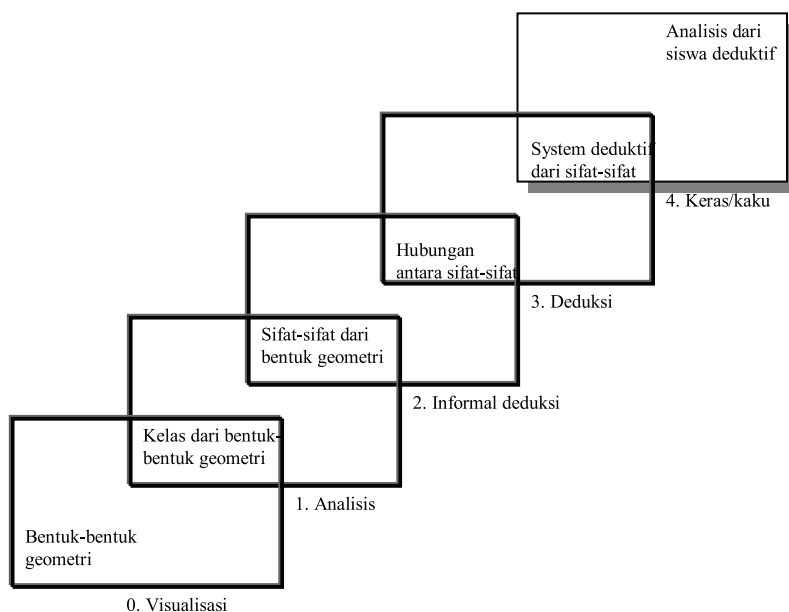 Analisis dari
siswa deduktif
System deduktif
dari sifat-sifat
4. Keras/kaku
Hubungan
antara sifat-sifat
3. Deduksi
Sifat-sifat dari
bentuk geometri
2. Informal deduksi
Kelas dari bentuk-
bentuk geometri
1. Analisis
Bentuk-bentuk
geometri
0. Visualisasi